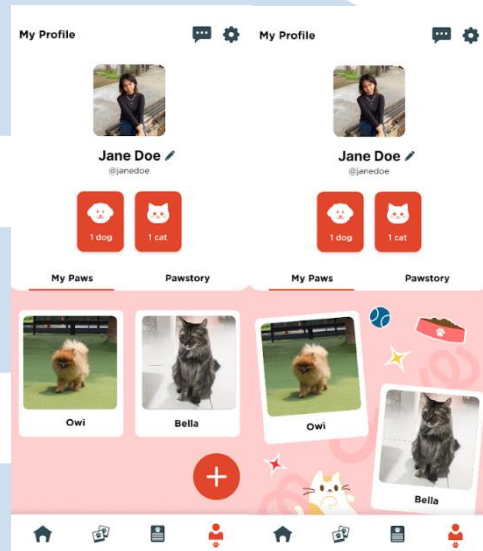 My Profile
Jane Doe
@janedoe
1 dog
1 cat
My Paws
Pawstory
Owi
Bella
My Profile
Jane Doe
@janedoe
1 dog
1 cat
My Paws
Pawstory
Owi
Bella